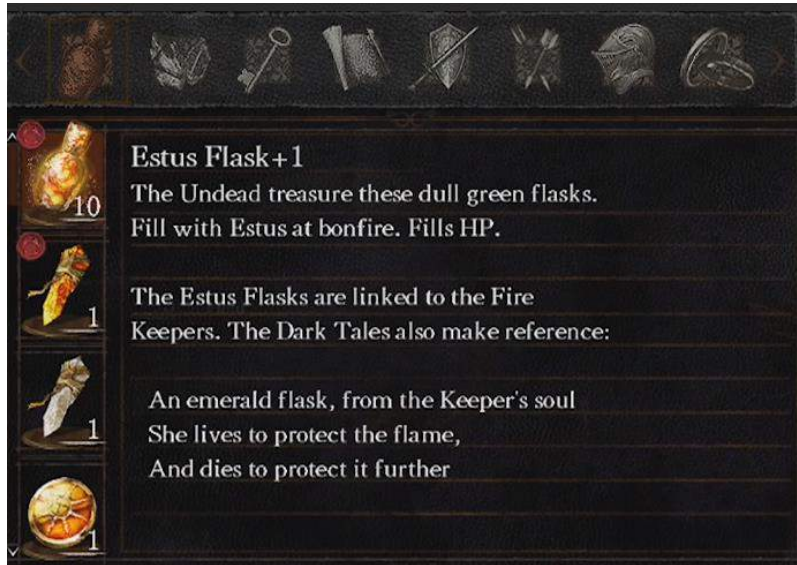 Estus Flask+1
The Undead treasure these dull green flasks.
Fill with Estus at bonfire. Fills HP.
The Estus Flasks are linked to the Fire
Keepers. The Dark Tales also make reference:
An emerald flask, from the Keeper's soul
She lives to protect the flame,
And dies to protect it further
10
1
1
1